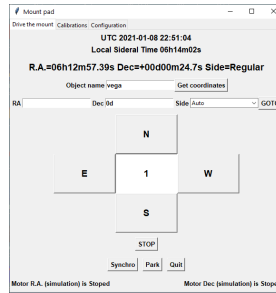 Mount pad
Drive the mount Calibrations Configuration
UTC 2021-01-08 22:51:04
Local Sideral Time 06h14m02s
R.A.=06h12m57.39s Dec=+00d00m24.7s Side=Regular
Object name vega Get coordinates
RA Dec 0d Side Auto GOTO
N
E 1 W
S
STOP
Synchro Park Quit
Motor R.A. (simulation) is Stoped Motor Dec (simulation) is Stope